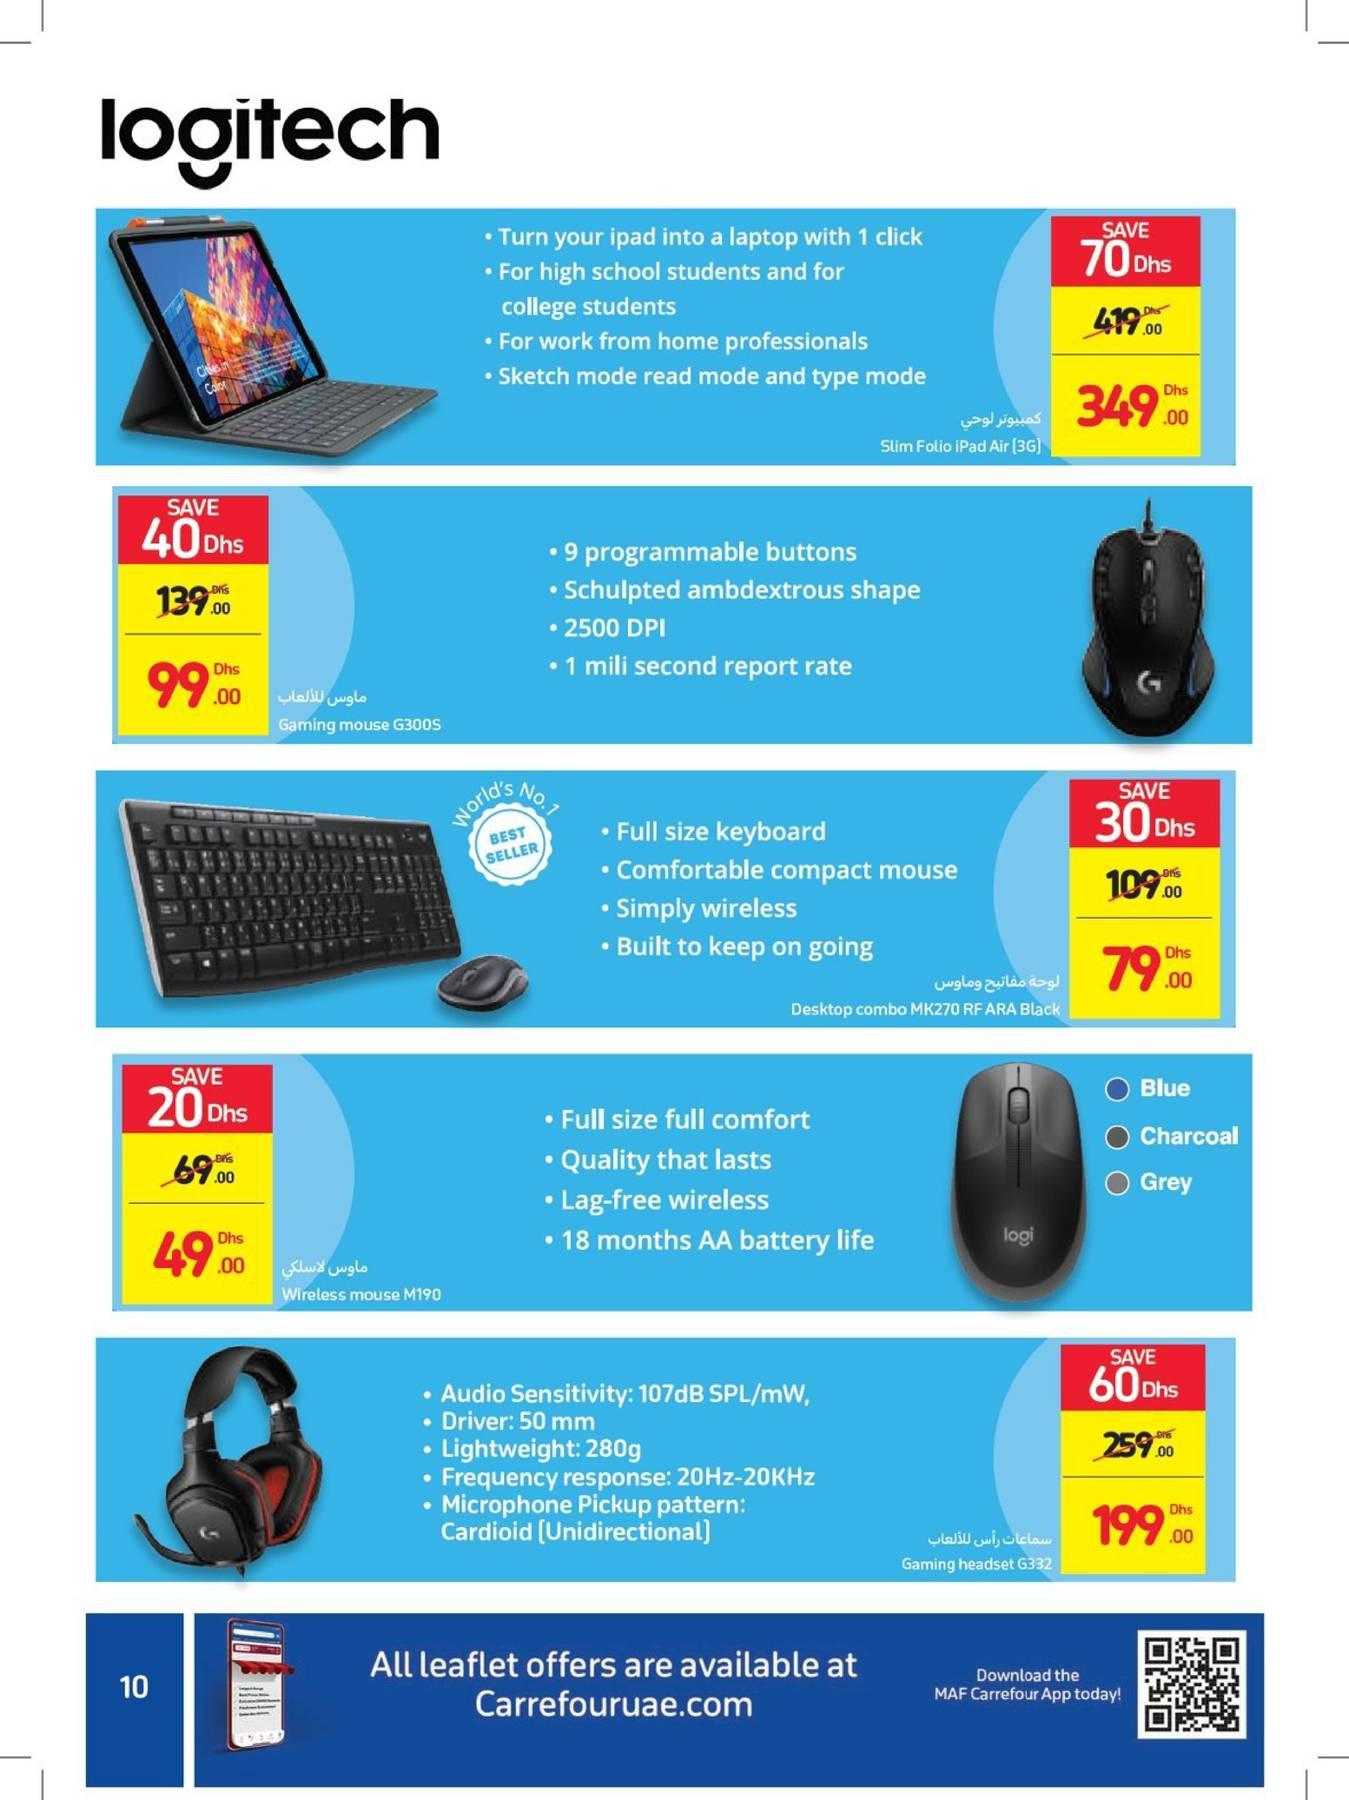 logitech
• Turn your ipad into a laptop with 1 click
• For high school students and for
college students
• For work from home professionals
• Sketch mode read mode and type mode
كمبيوتر لوحي
Slim Folio iPad Air [3G]
SAVE
70 Dhs
419.00 Dhs
349.00 Dhs
Cities in
Color
SAVE
40 Dhs
139.00 Dhs
99.00 Dhs
ماوس للألعاب
Gaming mouse G300S
• 9 programmable buttons
• Schulpted ambdextrous shape
• 2500 DPI
• 1 mili second report rate
World's No.1
BEST
SELLER
• Full size keyboard
• Comfortable compact mouse
• Simply wireless
• Built to keep on going
لوحة مفاتيح وماوس
Desktop combo MK270 RF ARA Black
SAVE
30 Dhs
109.00 Dhs
79.00 Dhs
SAVE
20 Dhs
69.00 Dhs
49.00 Dhs
ماوس لاسلكي
Wireless mouse M190
• Full size full comfort
• Quality that lasts
• Lag-free wireless
• 18 months AA battery life
logi
Blue
Charcoal
Grey
• Audio Sensitivity: 107dB SPL/mW,
• Driver: 50 mm
• Lightweight: 280g
• Frequency response: 20Hz-20KHz
• Microphone Pickup pattern:
Cardioid [Unidirectional]
سماعات رأس للألعاب
Gaming headset G332
SAVE
60 Dhs
259.00 Dhs
199.00 Dhs
10
All leaflet offers are available at
Carrefouruae.com
Download the
MAF Carrefour App today!